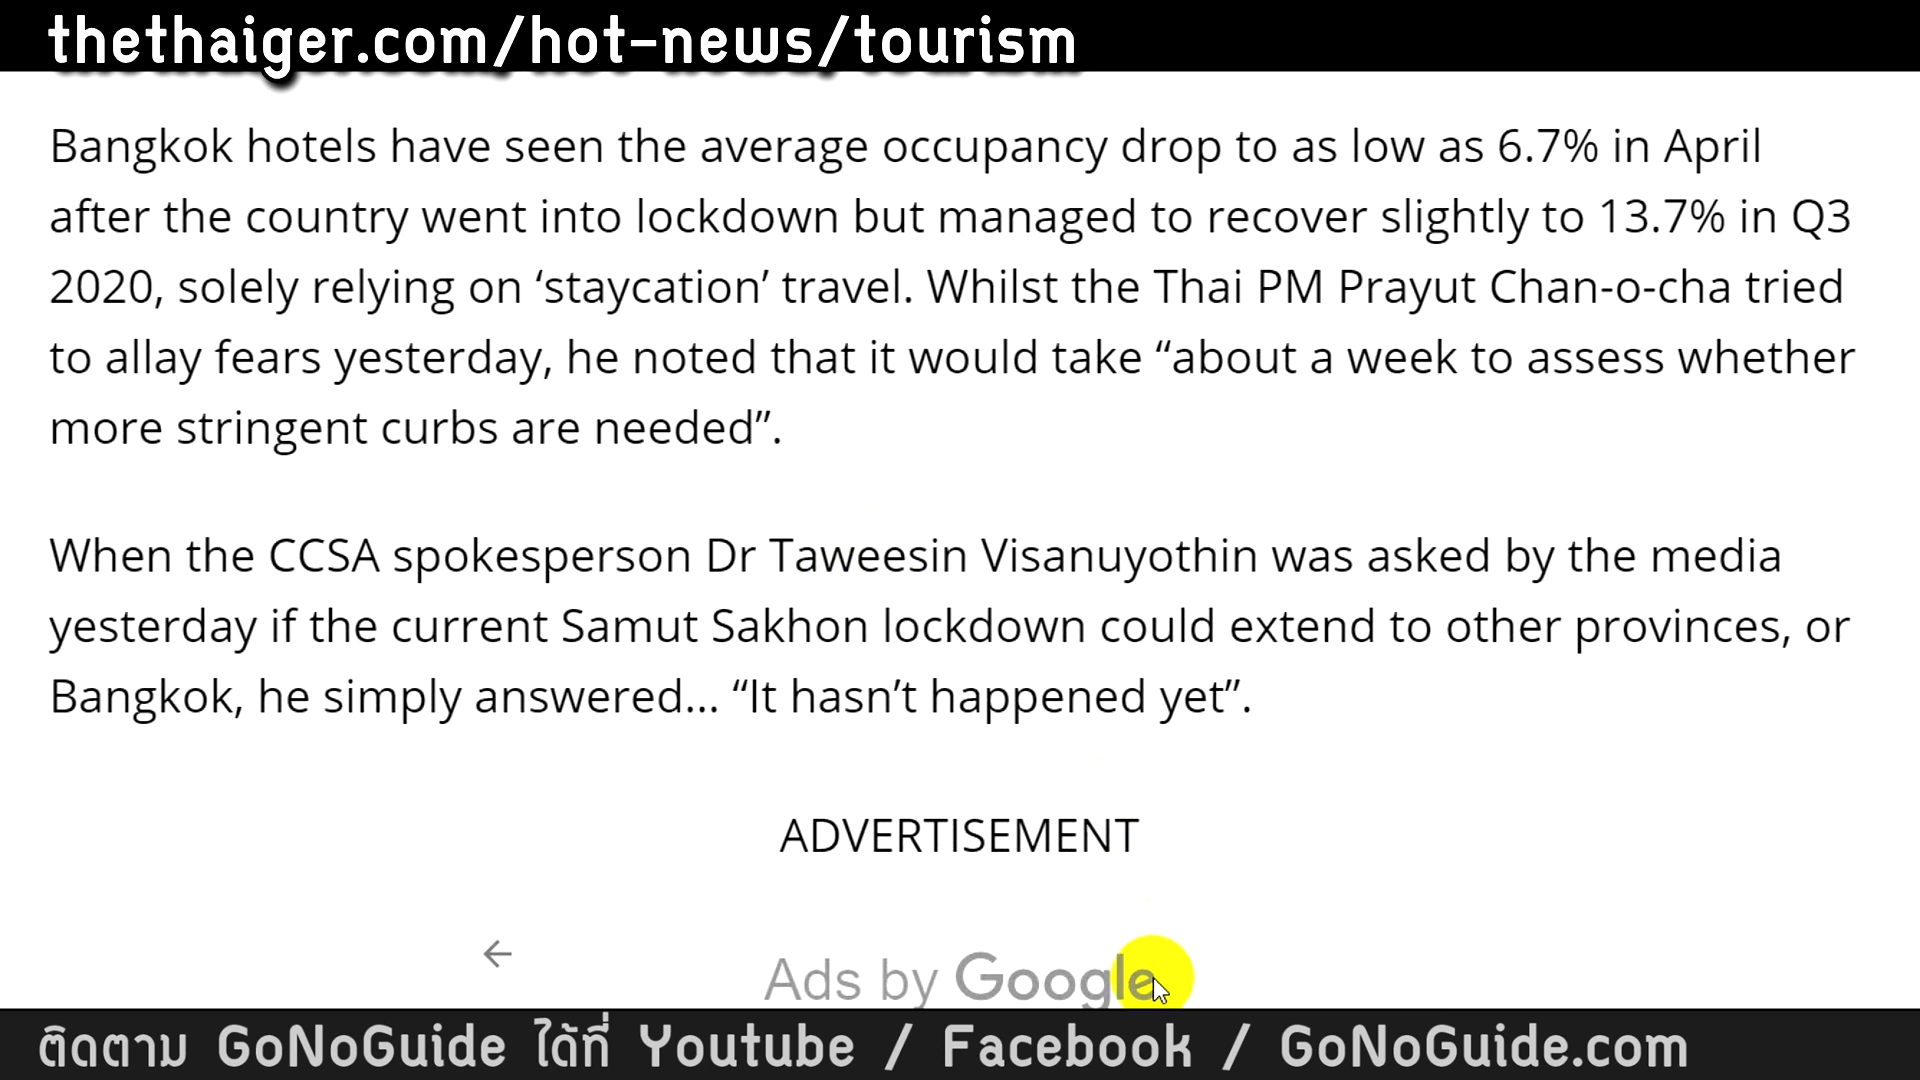 thethaiger.com/hot-news/tourism
Bangkok hotels have seen the average occupancy drop to as low as 6.7% in April
after the country went into lockdown but managed to recover slightly to 13.7% in Q3
2020, solely relying on ‘staycation’ travel. Whilst the Thai PM Prayut Chan-o-cha tried
to allay fears yesterday, he noted that it would take “about a week to assess whether
more stringent curbs are needed”.
When the CCSA spokesperson Dr Taweesin Visanuyothin was asked by the media
yesterday if the current Samut Sakhon lockdown could extend to other provinces, or
Bangkok, he simply answered... “It hasn’t happened yet”.
ADVERTISEMENT
Ads by Google
ติดตาม GoNoGuide ได้ที่ Youtube / Facebook / GoNoGuide.com